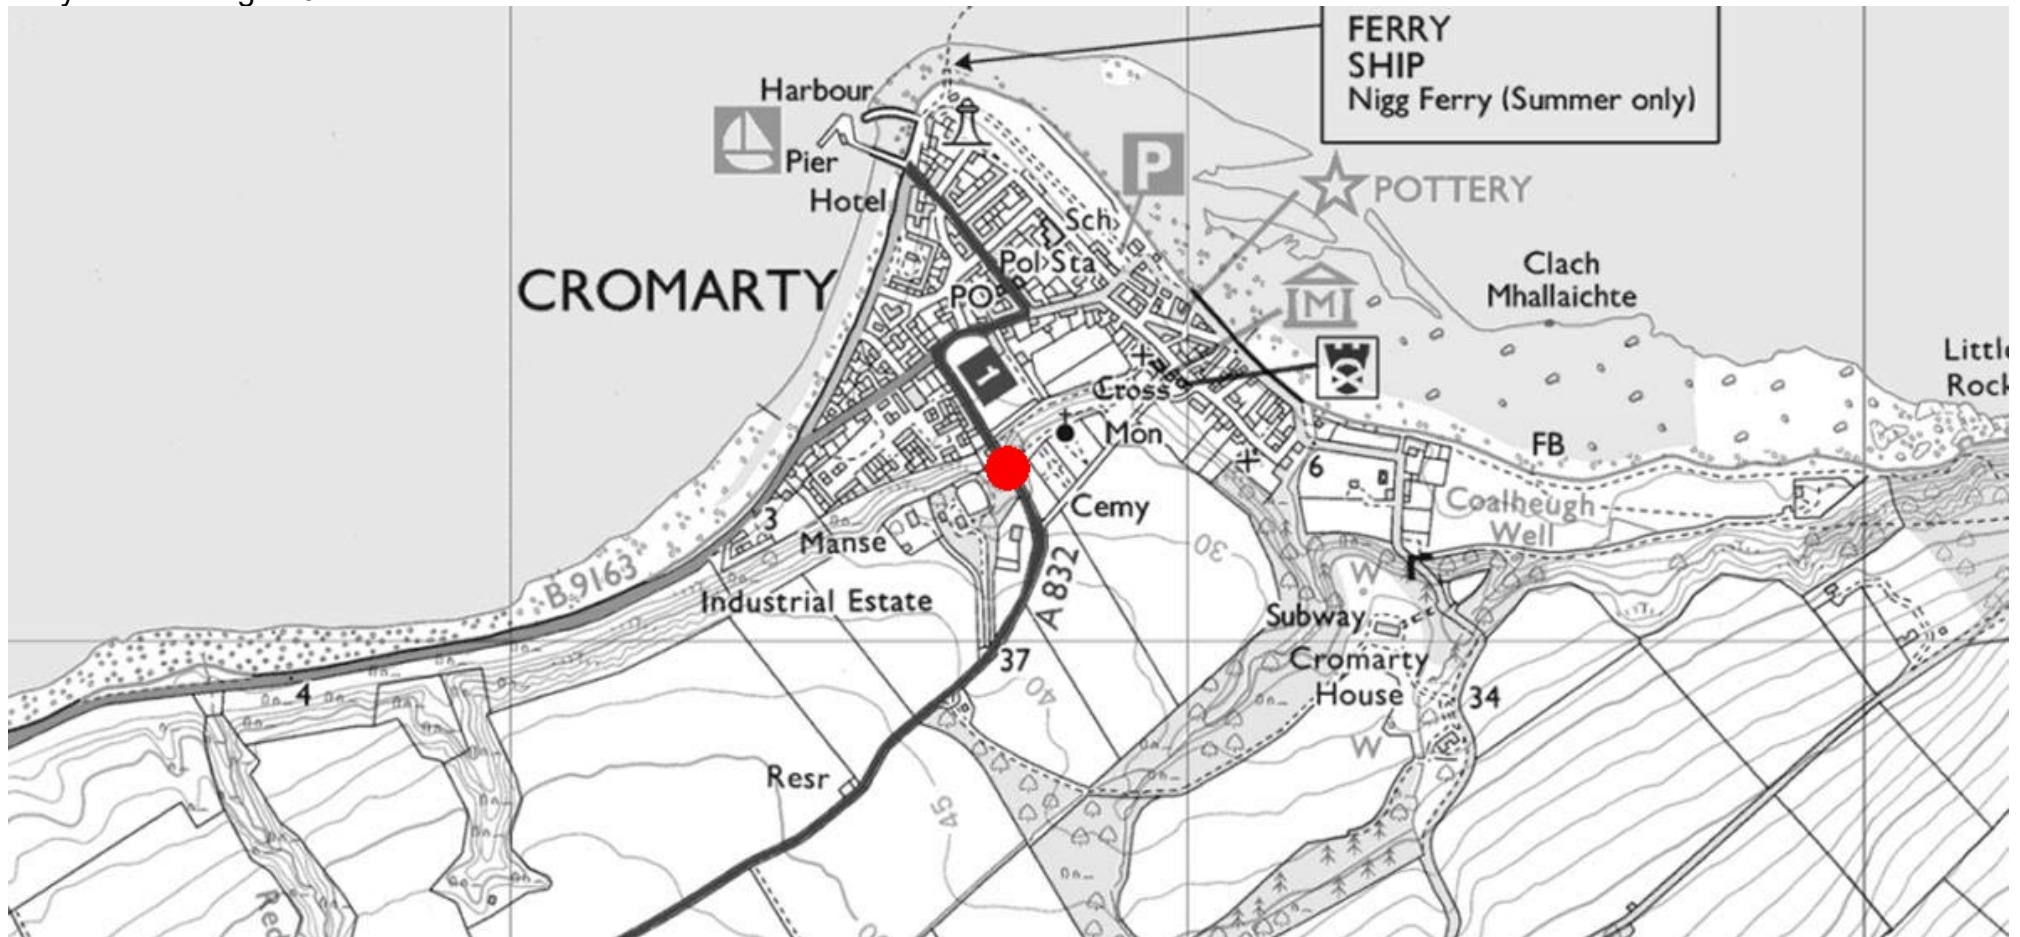 FERRY
SHIP
Nigg Ferry (Summer only)
Harbour
Pier
Hotel
P
POTTERY
Sch
Pol Sta
Clach
Mhallaichte
CROMARTY
PO
M
1
Cross
Mon
FB
6
Coalheugh
Well
3
Manse
Cemy
30
B 9163
Industrial Estate
A 832
W
Subway
Cromarty
House
37
40
4
34
W
Resr
45